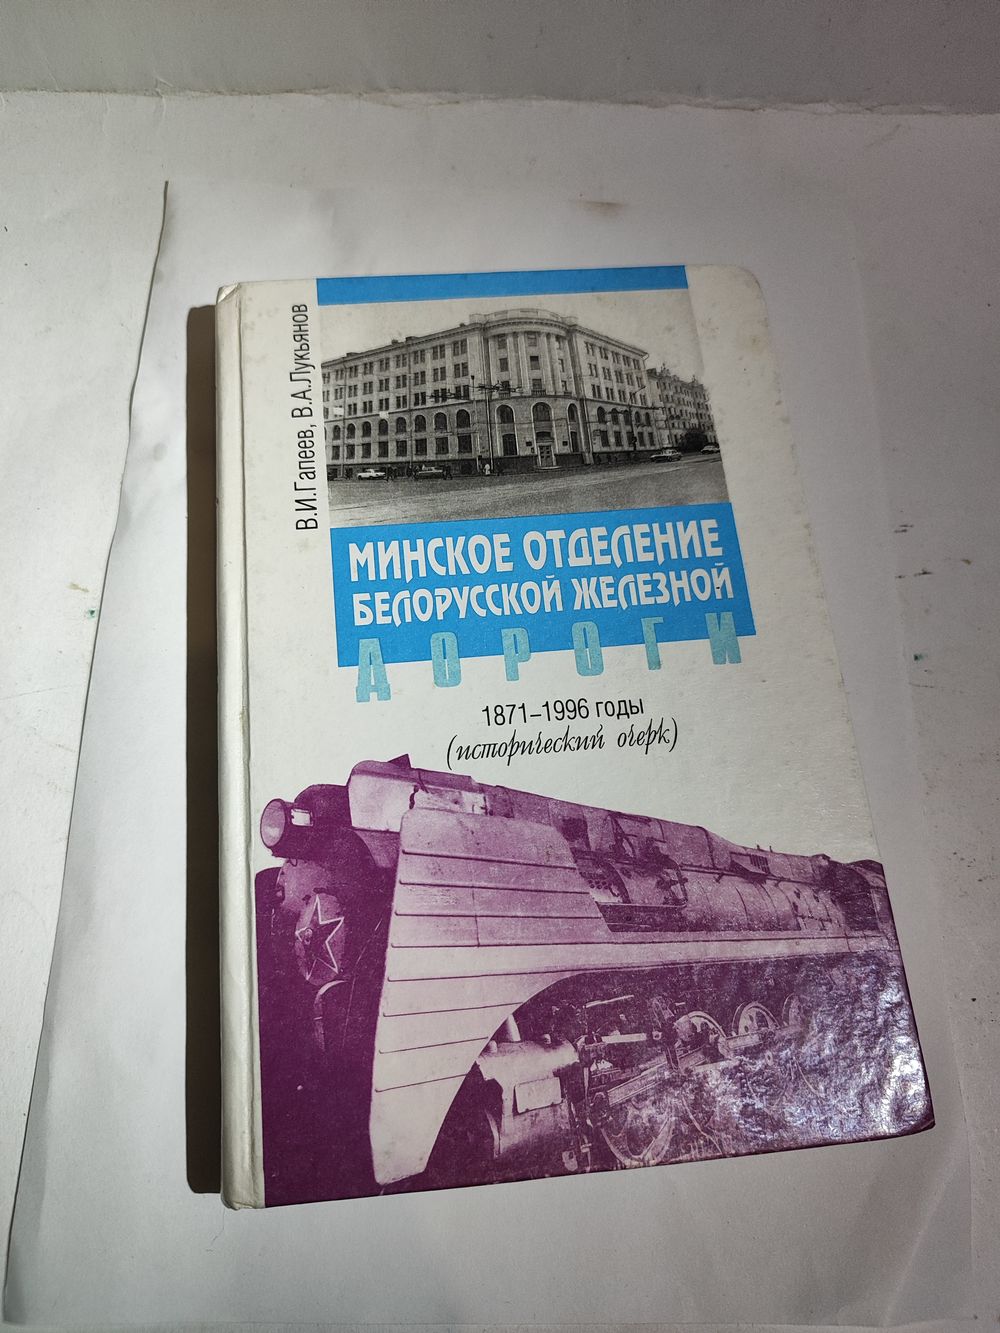 В.И.Гапеев, В.А.Лукьянов
МИНСКОЕ ОТДЕЛЕНИЕ
БЕЛОРУССКОЙ ЖЕЛЕЗНОЙ
ДОРОГИ
1871–1996 годы
(исторический очерк)